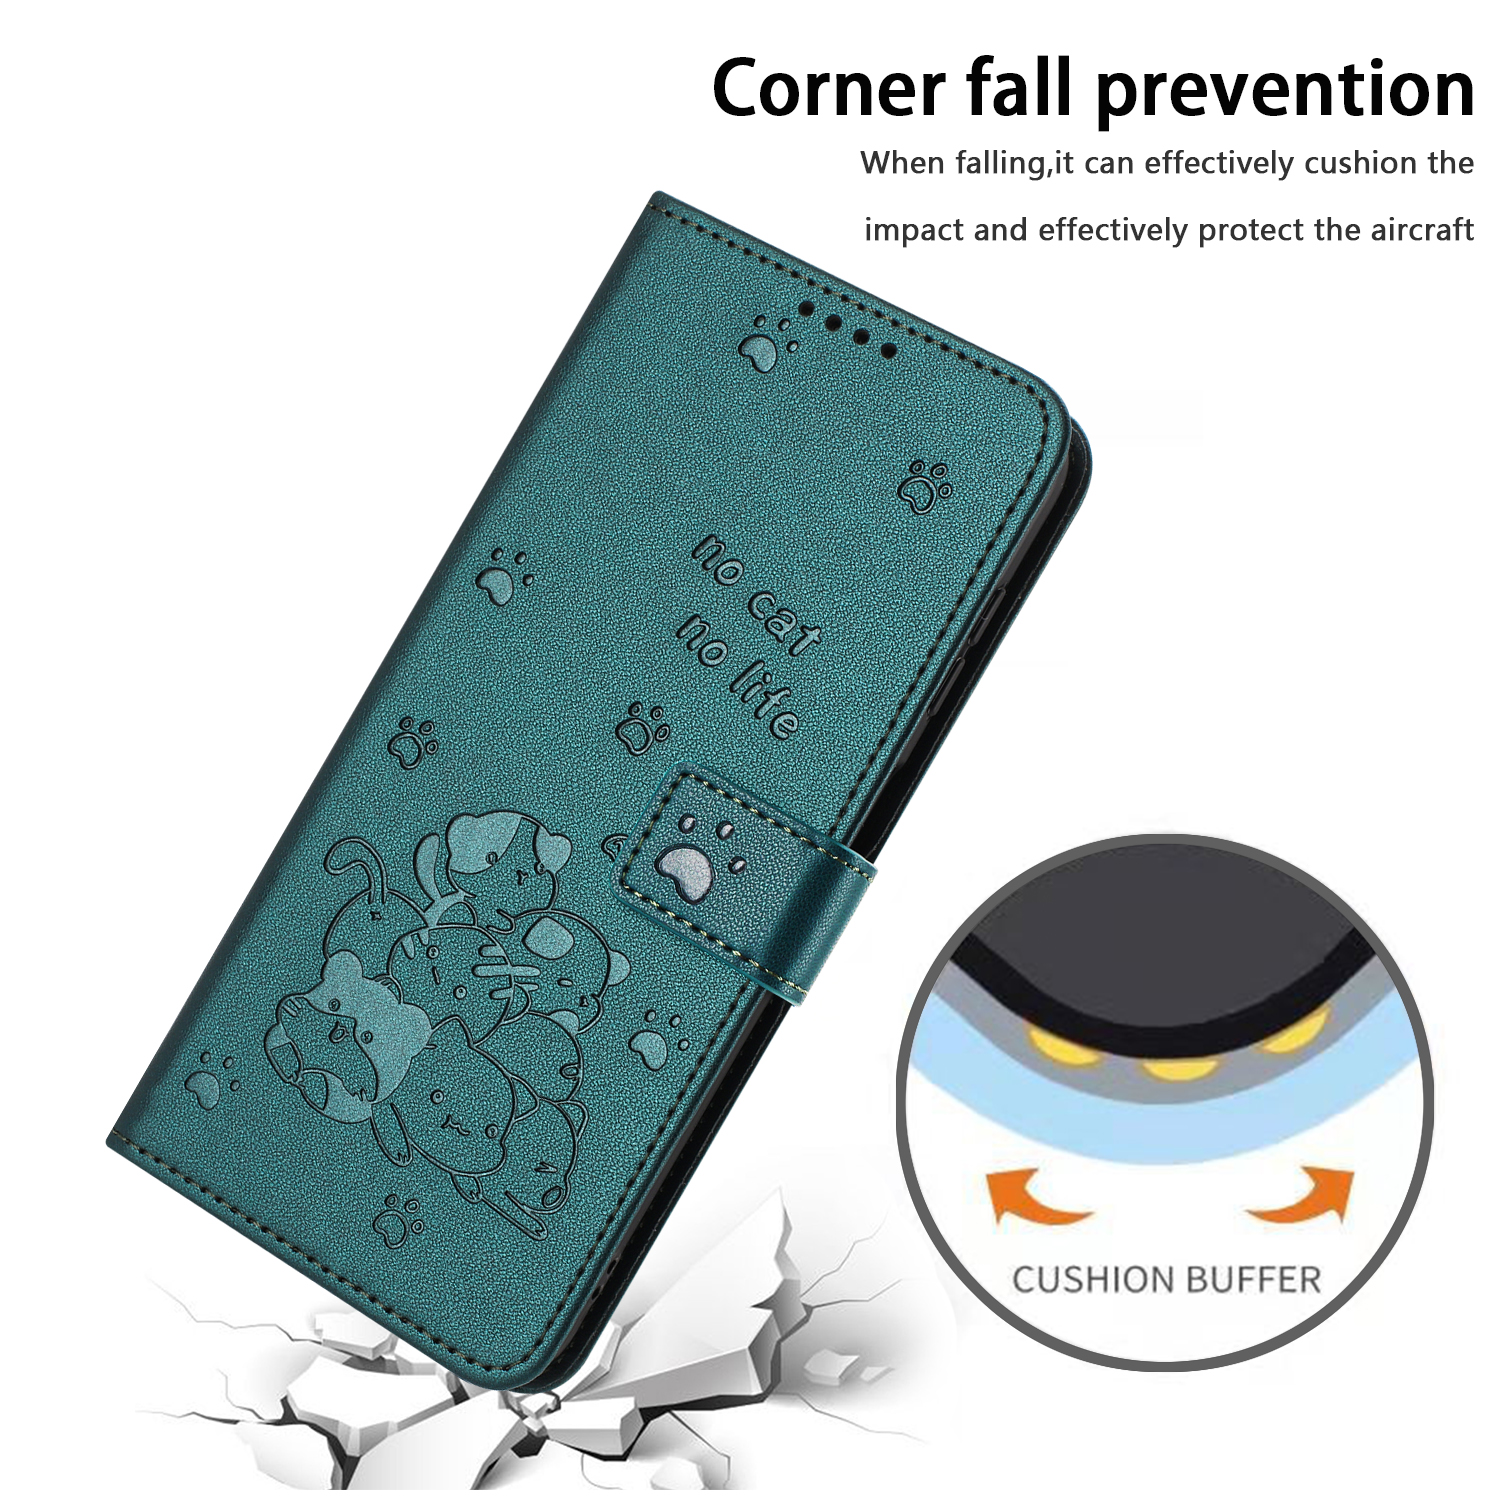 Corner fall prevention
When falling,it can effectively cushion the
impact and effectively protect the aircraft
no cat
no life
CUSHION BUFFER